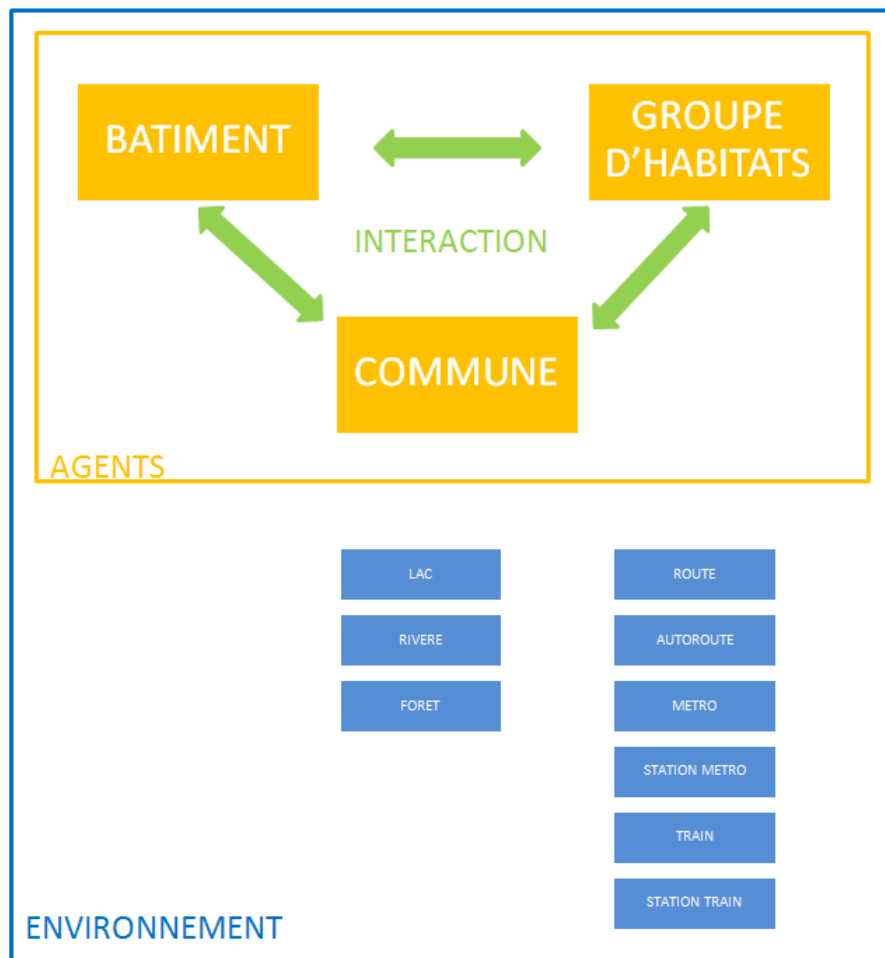 BATIMENT
GROUPE
D'HABITATS
INTERACTION
COMMUNE
AGENTS
LAC
ROUTE
RIVERE
AUTOROUTE
FORET
METRO
STATION METRO
TRAIN
STATION TRAIN
ENVIRONNEMENT